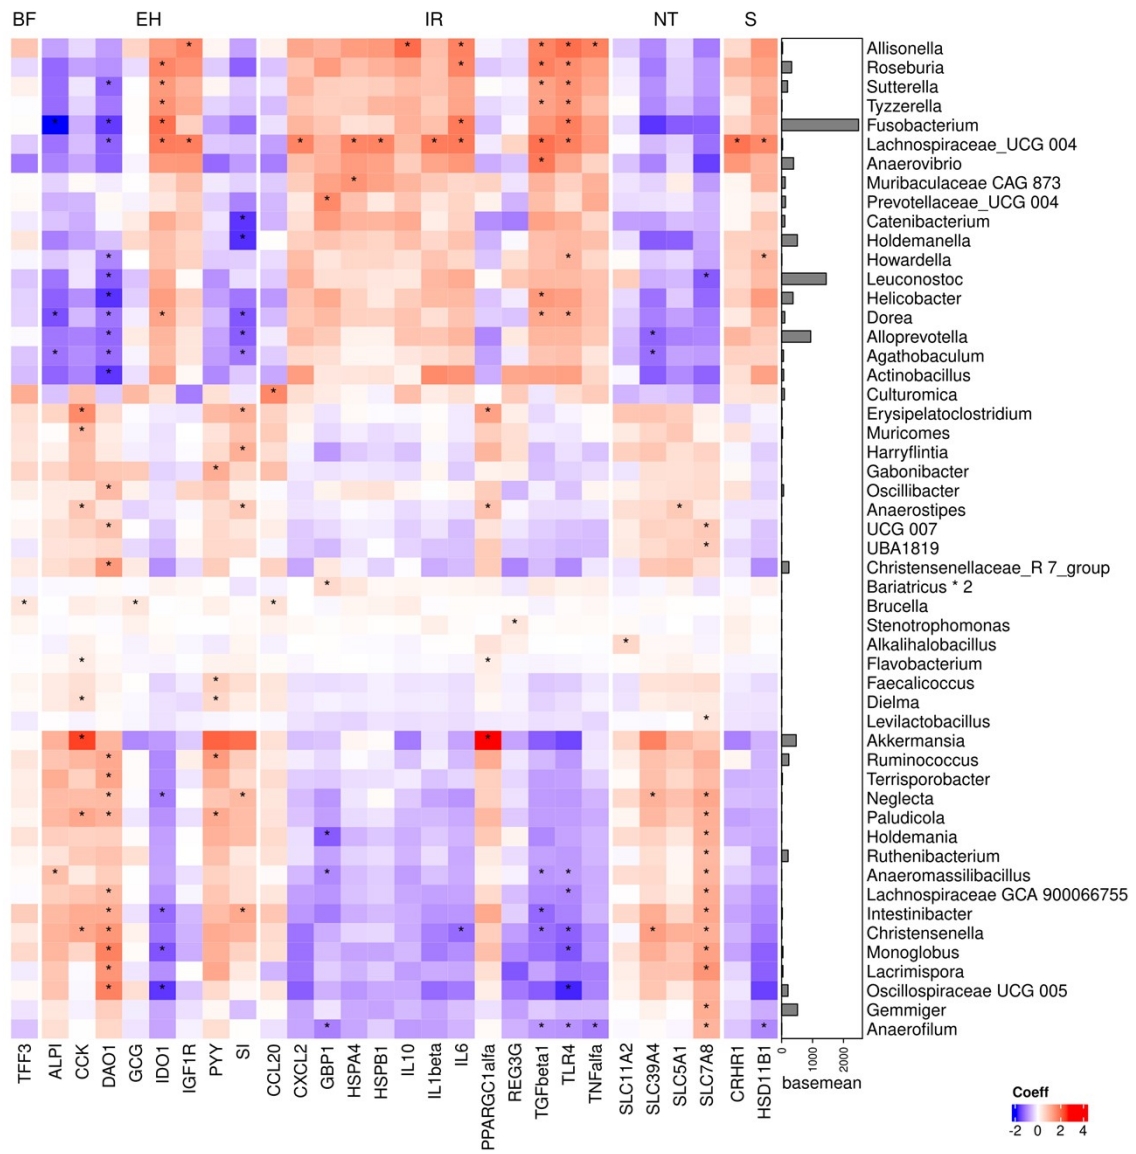 BF EH IR NT S
Allisonella
Roseburia
Sutterella
Tyzzerella
Fusobacterium
Lachnospiraceae_UCG 004
Anaerovibrio
Muribaculaceae CAG 873
Prevotellaceae_UCG 004
Catenibacterium
Holdemanella
Howardella
Leuconostoc
Helicobacter
Dorea
Alloprevotella
Agathobaculum
Actinobacillus
Culturomica
Erysipelatoclostridium
Muricomes
Harryflintia
Gabonibacter
Oscillibacter
Anaerostipes
UCG 007
UBA1819
Christensenellaceae_R 7_group
Bariatricus * 2
Brucella
Stenotrophomonas
Alkalihalobacillus
Flavobacterium
Faecalicoccus
Dielma
Levilactobacillus
Akkermansia
Ruminococcus
Terrisporobacter
Neglecta
Paludicola
Holdemania
Ruthenibacterium
Anaeromassilibacillus
Lachnospiraceae GCA 900066755
Intestinibacter
Christensenella
Monoglobus
Lacrimispora
Oscillospiraceae UCG 005
Gemmiger
Anaerofilum
TFF3
ALPI
CCK
DAO1
GCG
IDO1
IGF1R
PYY
SI
CCL20
CXCL2
GBP1
HSPA4
HSPB1
IL10
IL1beta
IL6
PPARGC1alfa
REG3G
TGFbeta1
TLR4
TNFalfa
SLC11A2
SLC39A4
SLC5A1
SLC7A8
CRHR1
HSD11B1
0
1000
2000
basemean
Coeff
-2 0 2 4